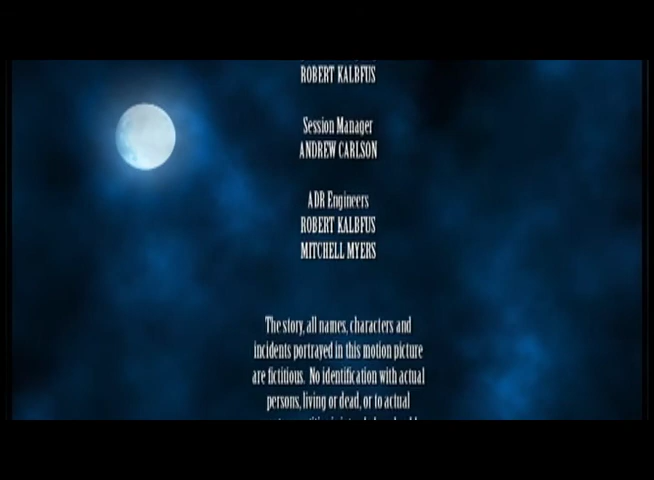 ROBERT KALBFUS
Session Manager
ANDREW CARLSON
ADR Engineers
ROBERT KALBFUS
MITCHELL MYERS
The story, all names, characters and
incidents portrayed in this motion picture
are fictitious. No identification with actual
persons, living or dead, or to actual